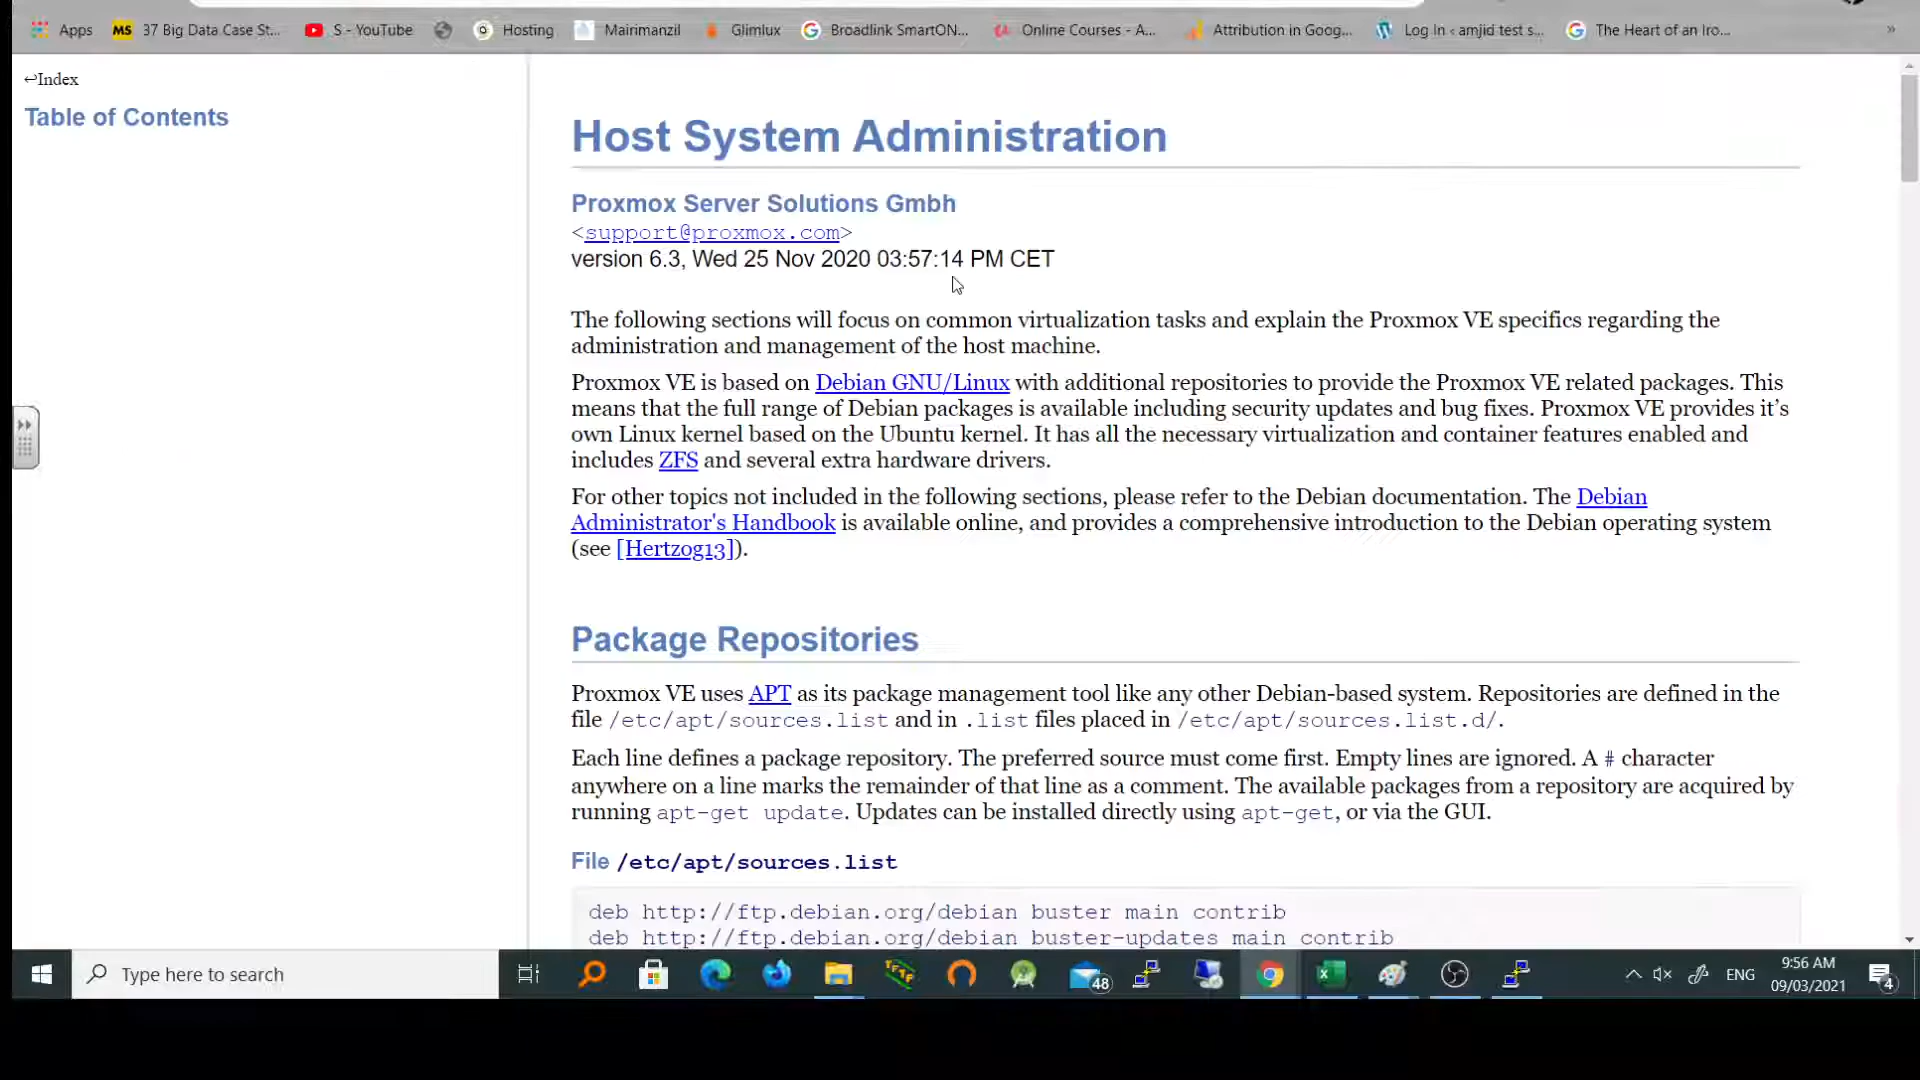 Apps
MS 37 Big Data Case St...
S - YouTube
Hosting
Mairimanzil
Glimlux
Broadlink SmartON...
Online Courses - A...
Attribution in Goog...
Log In ‹ amjid test s...
The Heart of an Iro...
»
↩Index
Table of Contents
Host System Administration
Proxmox Server Solutions Gmbh
<support@proxmox.com>
version 6.3, Wed 25 Nov 2020 03:57:14 PM CET
The following sections will focus on common virtualization tasks and explain the Proxmox VE specifics regarding the
administration and management of the host machine.
Proxmox VE is based on Debian GNU/Linux with additional repositories to provide the Proxmox VE related packages. This
means that the full range of Debian packages is available including security updates and bug fixes. Proxmox VE provides it's
own Linux kernel based on the Ubuntu kernel. It has all the necessary virtualization and container features enabled and
includes ZFS and several extra hardware drivers.
For other topics not included in the following sections, please refer to the Debian documentation. The Debian
Administrator's Handbook is available online, and provides a comprehensive introduction to the Debian operating system
(see [Hertzog13]).
Package Repositories
Proxmox VE uses APT as its package management tool like any other Debian-based system. Repositories are defined in the
file /etc/apt/sources.list and in .list files placed in /etc/apt/sources.list.d/.
Each line defines a package repository. The preferred source must come first. Empty lines are ignored. A # character
anywhere on a line marks the remainder of that line as a comment. The available packages from a repository are acquired by
running apt-get update. Updates can be installed directly using apt-get, or via the GUI.
File /etc/apt/sources.list
deb http://ftp.debian.org/debian buster main contrib
deb http://ftp.debian.org/debian buster-updates main contrib
Type here to search
TFTP
48
ENG
9:56 AM
09/03/2021
4